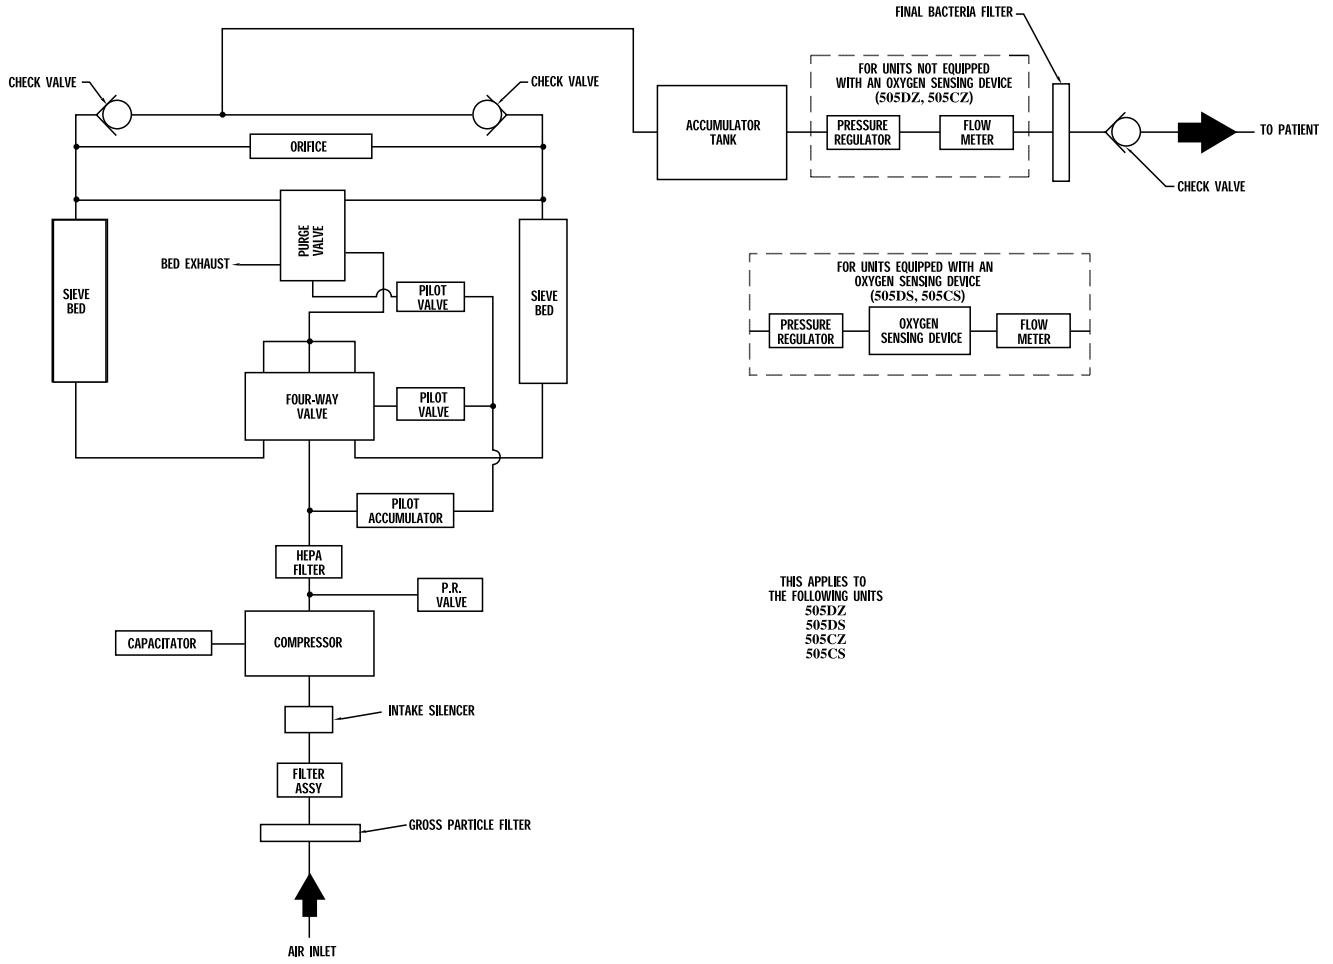 FINAL BACTERIA FILTER
CHECK VALVE
CHECK VALVE
FOR UNITS NOT EQUIPPED
WITH AN OXYGEN SENSING DEVICE
(505DZ, 505CZ)
ACCUMULATOR
TANK
PRESSURE
REGULATOR
FLOW
METER
TO PATIENT
CHECK VALVE
ORIFICE
PURGE
VALVE
BED EXHAUST
SIEVE
BED
PILOT
VALVE
SIEVE
BED
FOR UNITS EQUIPPED WITH AN
OXYGEN SENSING DEVICE
(505DS, 505CS)
PRESSURE
REGULATOR
OXYGEN
SENSING DEVICE
FLOW
METER
FOUR-WAY
VALVE
PILOT
VALVE
PILOT
ACCUMULATOR
HEPA
FILTER
P.R.
VALVE
THIS APPLIES TO
THE FOLLOWING UNITS
505DZ
505DS
505CZ
505CS
CAPACITATOR
COMPRESSOR
INTAKE SILENCER
FILTER
ASSY
GROSS PARTICLE FILTER
AIR INLET